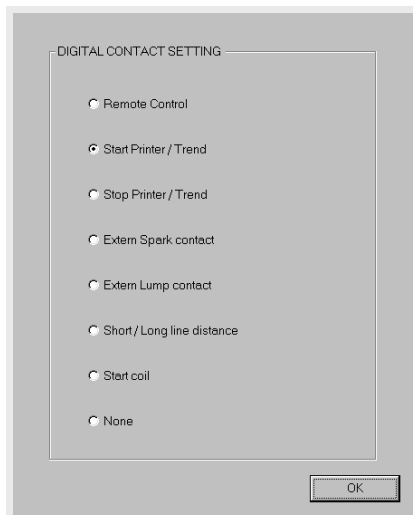 DIGITAL CONTACT SETTING
Remote Control
Start Printer / Trend
Stop Printer / Trend
Extern Spark contact
Extern Lump contact
Short / Long line distance
Start coil
None
OK